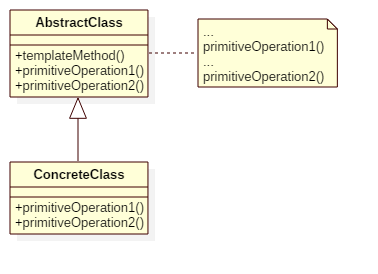 AbstractClass
+templateMethod()
+primitiveOperation1()
+primitiveOperation2()
...
primitiveOperation1()
...
primitiveOperation2()
ConcreteClass
+primitiveOperation1()
+primitiveOperation2()